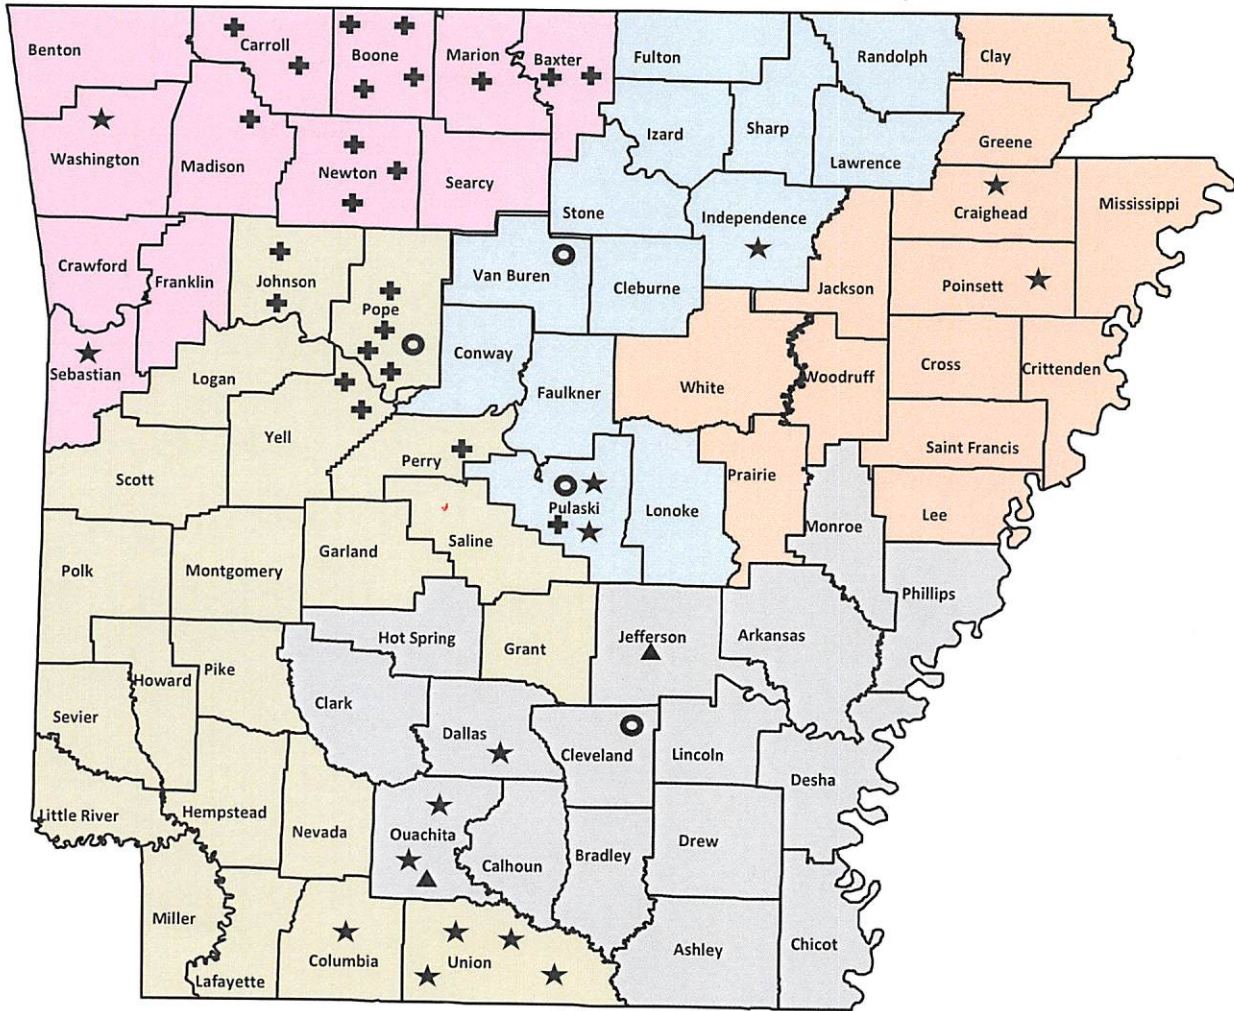 Benton
Carroll
Boone
Marion
Baxter
Fulton
Randolph
Clay
Washington
Madison
Newton
Searcy
Izard
Sharp
Lawrence
Greene
Stone
Independence
Craighead
Mississippi
Crawford
Franklin
Johnson
Pope
Van Buren
Cleburne
Jackson
Poinsett
Sebastian
Logan
Conway
Faulkner
White
Woodruff
Cross
Crittenden
Scott
Yell
Perry
Pulaski
Lonoke
Prairie
Saint Francis
Monroe
Lee
Polk
Montgomery
Garland
Saline
Phillips
Hot Spring
Grant
Jefferson
Arkansas
Howard
Pike
Clark
Sevier
Dallas
Cleveland
Lincoln
Desha
Little River
Hempstead
Nevada
Ouachita
Calhoun
Bradley
Drew
Miller
Lafayette
Columbia
Union
Ashley
Chicot